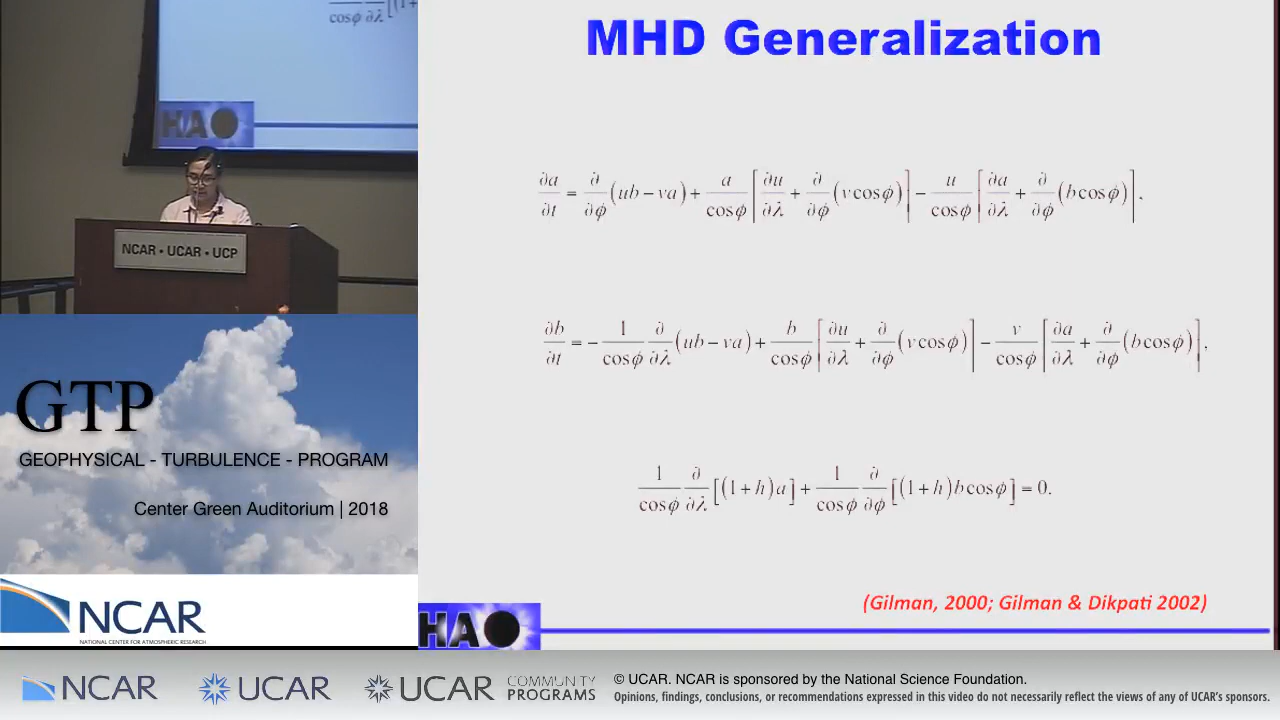 cosϕ ∂λ
HAO
NCAR • UCAR • UCP
MHD Generalization
∂a/∂t = ∂/∂ϕ (ub − va) + a/cosϕ [∂u/∂λ + ∂/∂ϕ (v cosϕ)] − u/cosϕ [∂a/∂λ + ∂/∂ϕ (b cosϕ)],
∂b/∂t = − 1/cosϕ ∂/∂λ (ub − va) + b/cosϕ [∂u/∂λ + ∂/∂ϕ (v cosϕ)] − v/cosϕ [∂a/∂λ + ∂/∂ϕ (b cosϕ)],
1/cosϕ ∂/∂λ [(1 + h)a] + 1/cosϕ ∂/∂ϕ [(1 + h)b cosϕ] = 0.
(Gilman, 2000; Gilman & Dikpati 2002)
HAO
GTP
GEOPHYSICAL - TURBULENCE - PROGRAM
Center Green Auditorium | 2018
NCAR
NATIONAL CENTER FOR ATMOSPHERIC RESEARCH
NCAR
UCAR
UCAR
COMMUNITY
PROGRAMS
© UCAR. NCAR is sponsored by the National Science Foundation.
Opinions, findings, conclusions, or recommendations expressed in this video do not necessarily reflect the views of any of UCAR's sponsors.